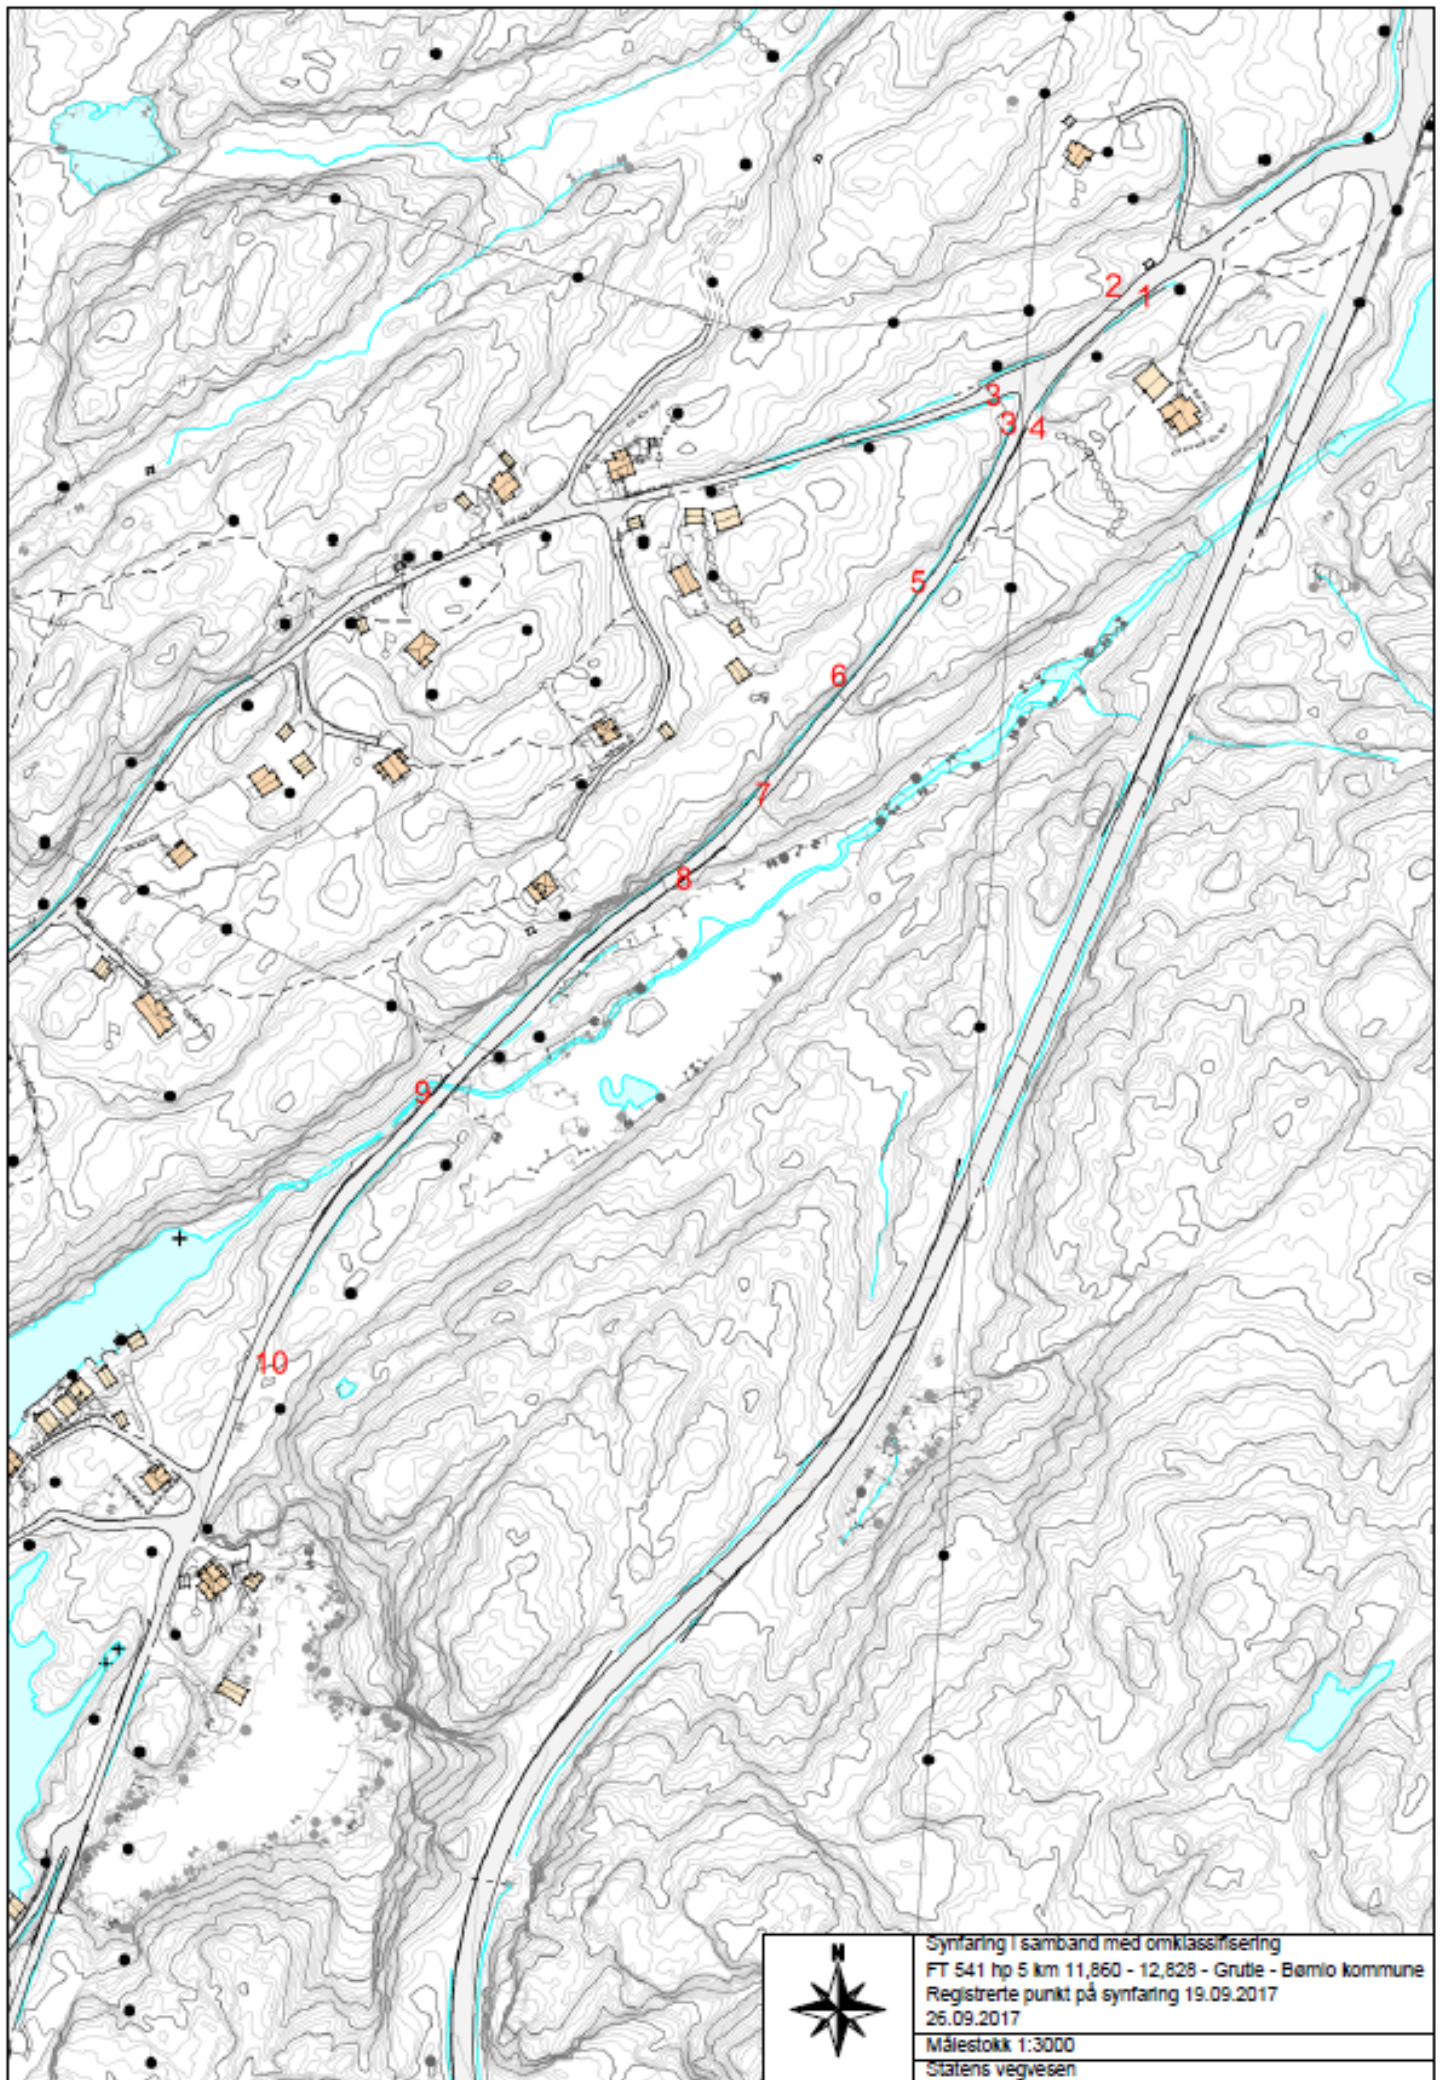 2
1
3
3
4
5
6
7
8
9
10
N
Synfaring i samband med omklassifisering
FT 541 hp 5 km 11,860 - 12,828 - Grutle - Bømlo kommune
Registrerte punkt på synfaring 19.09.2017
26.09.2017
Målestokk 1:3000
Statens vegvesen